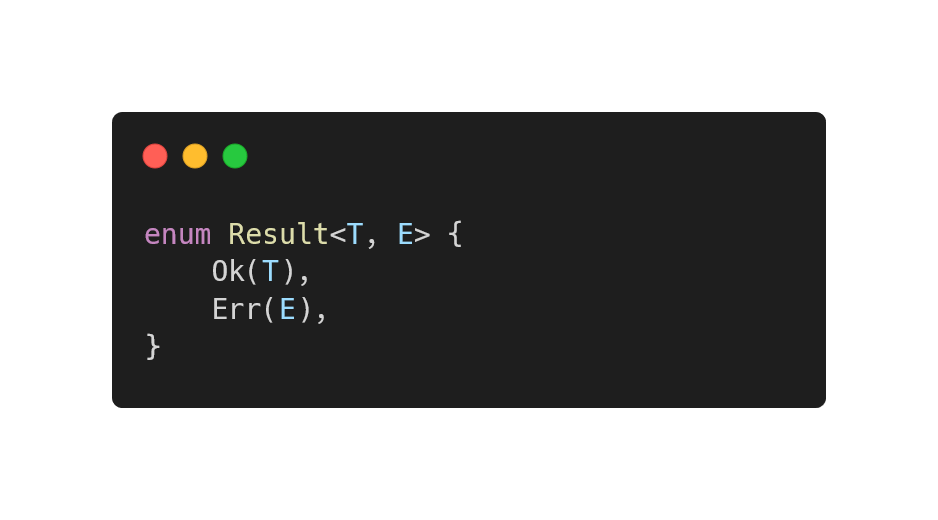 enum Result<T, E> {
    Ok(T),
    Err(E),
}